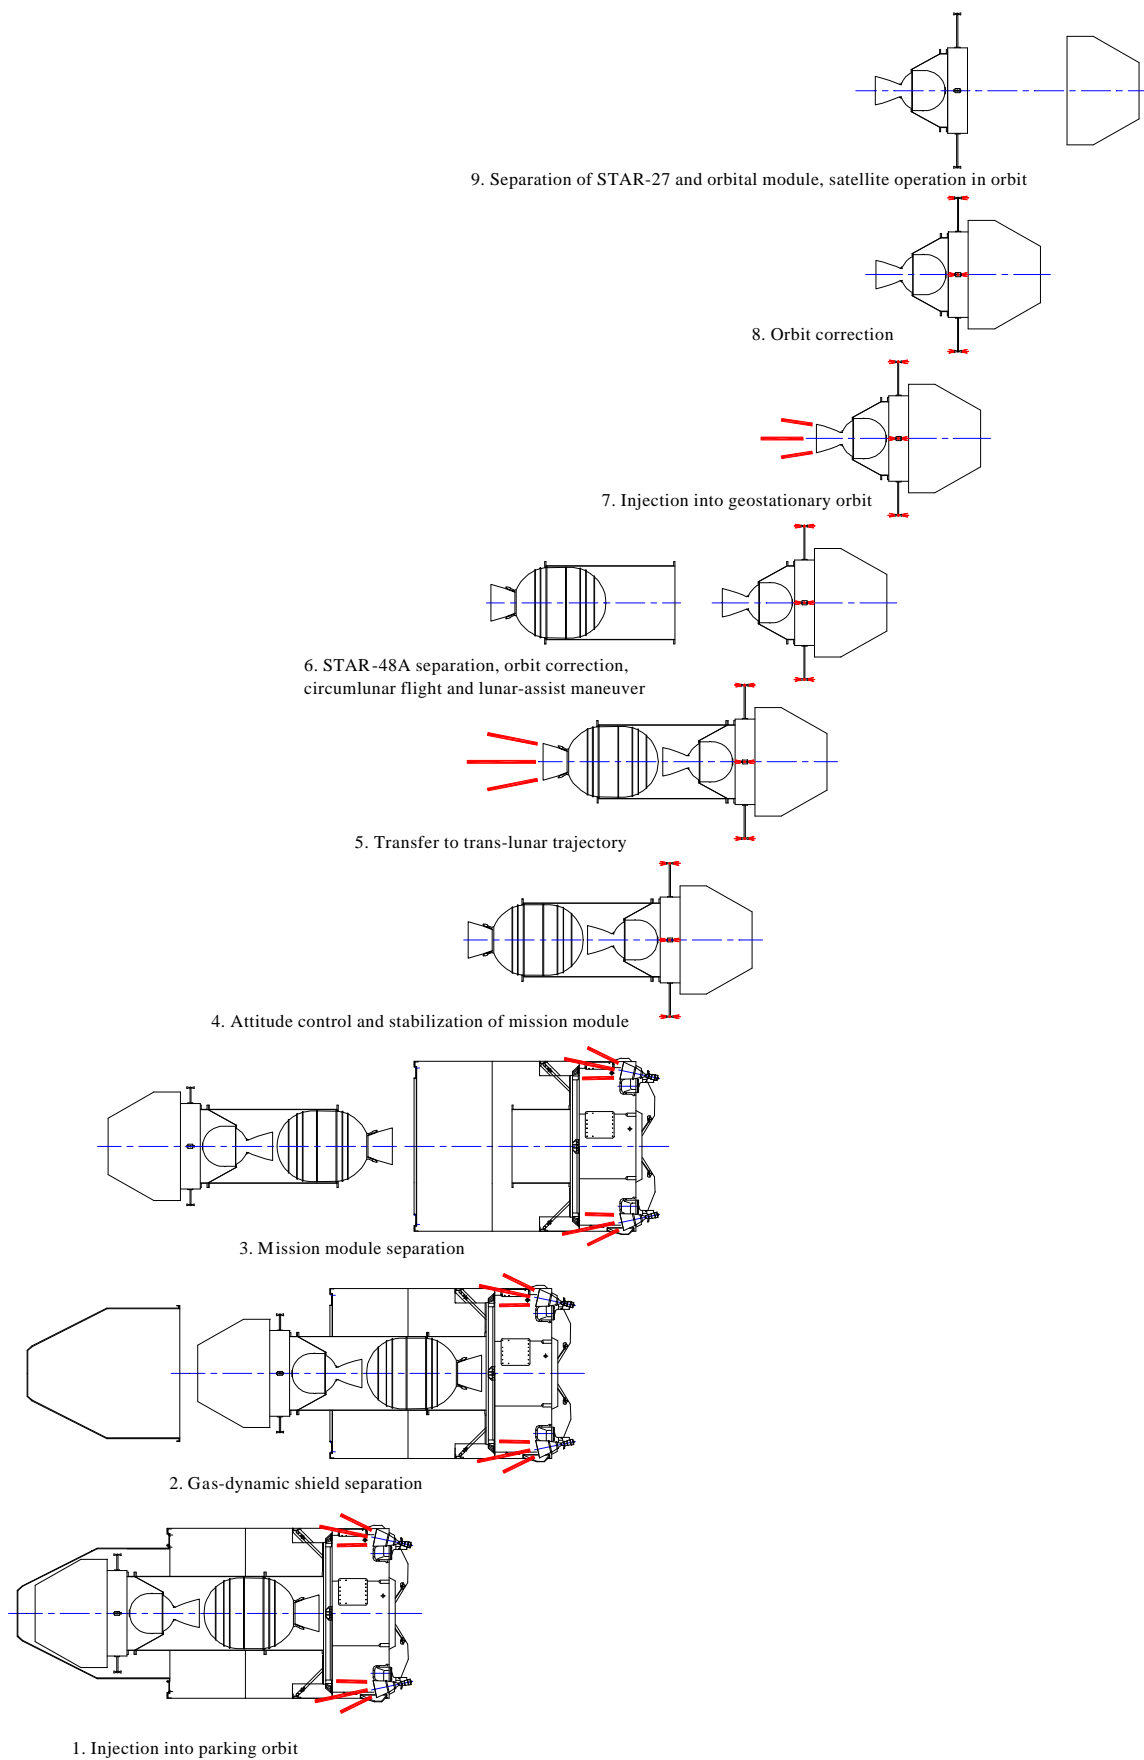 9. Separation of STAR-27 and orbital module, satellite operation in orbit
8. Orbit correction
7. Injection into geostationary orbit
6. STAR-48A separation, orbit correction,
circumlunar flight and lunar-assist maneuver
5. Transfer to trans-lunar trajectory
4. Attitude control and stabilization of mission module
3. Mission module separation
2. Gas-dynamic shield separation
1. Injection into parking orbit